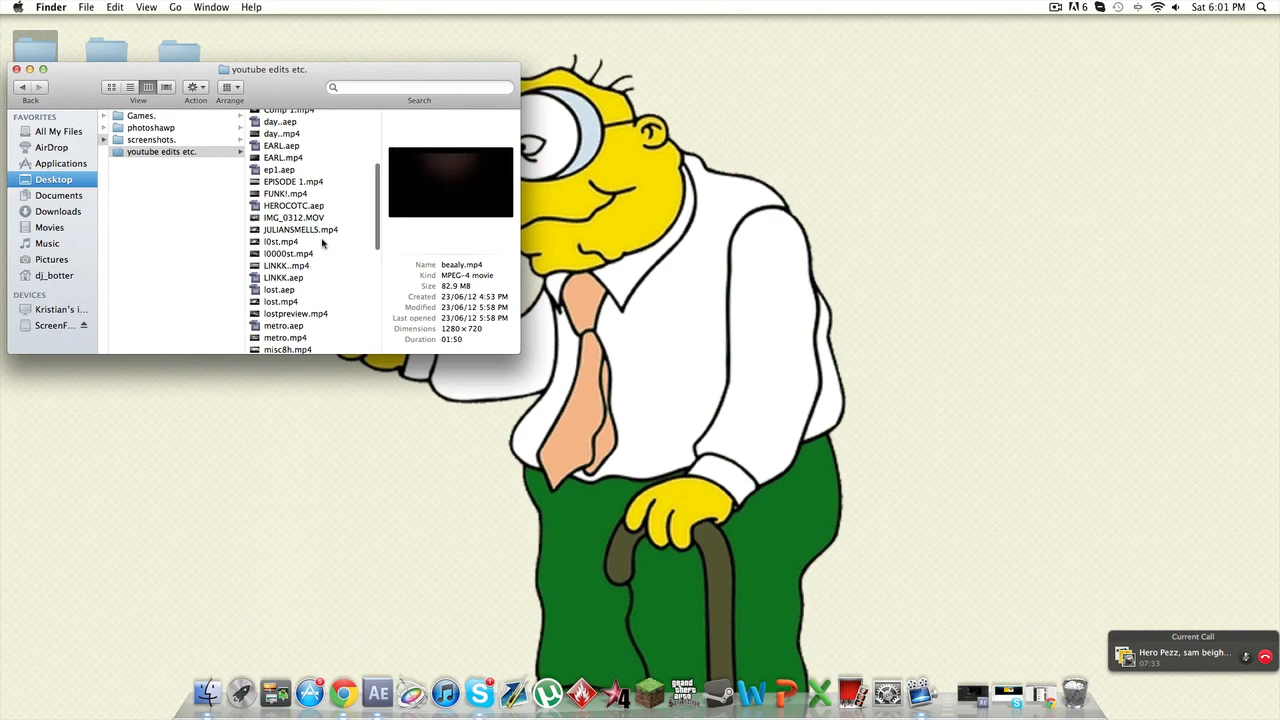 Finder File Edit View Go Window Help
6 Sat 6:01 PM
youtube edits etc.
Back View Action Arrange Search
FAVORITES
All My Files
AirDrop
Applications
Desktop
Documents
Downloads
Movies
Music
Pictures
dj_botter
DEVICES
Kristian's i...
ScreenF...
Games.
photoshawp
screenshots.
youtube edits etc.
Comp 1.mp4
day..aep
day..mp4
EARL.aep
EARL.mp4
ep1.aep
EPISODE 1.mp4
FUNK!.mp4
HEROCOTC.aep
IMG_0312.MOV
JULIANSMELLS.mp4
l0st.mp4
l0000st.mp4
LINKK..mp4
LINKK.aep
lost.aep
lost.mp4
lostpreview.mp4
metro.aep
metro.mp4
misc8h.mp4
Name beaaly.mp4
Kind MPEG-4 movie
Size 82.9 MB
Created 23/06/12 4:53 PM
Modified 23/06/12 5:58 PM
Last opened 23/06/12 5:58 PM
Dimensions 1280 × 720
Duration 01:50
Current Call
Hero Pezz, sam beigh...
07:33
AE
4